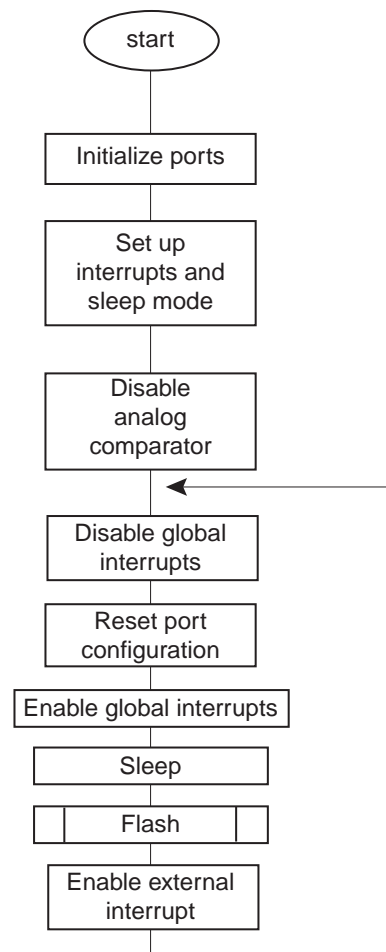 start
Initialize ports
Set up
interrupts and
sleep mode
Disable
analog
comparator
Disable global
interrupts
Reset port
configuration
Enable global interrupts
Sleep
Flash
Enable external
interrupt